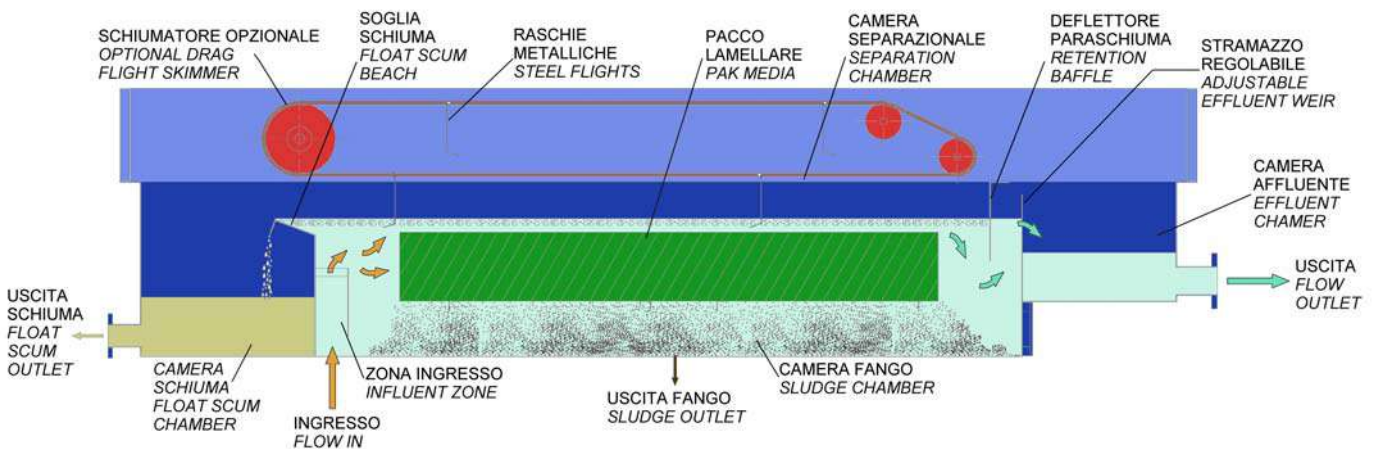 SCHIUMATORE OPZIONALE
OPTIONAL DRAG
FLIGHT SKIMMER
SOGLIA
SCHIUMA
FLOAT SCUM
BEACH
RASCHIE
METALLICHE
STEEL FLIGHTS
PACCO
LAMELLARE
PAK MEDIA
CAMERA
SEPARAZIONALE
SEPARATION
CHAMBER
DEFLETTORE
PARASCHIUMA
RETENTION
BAFFLE
STRAMAZZO
REGOLABILE
ADJUSTABLE
EFFLUENT WEIR
CAMERA
AFFLUENTE
EFFLUENT
CHAMER
USCITA
FLOW
OUTLET
USCITA
SCHIUMA
FLOAT
SCUM
OUTLET
CAMERA
SCHIUMA
FLOAT SCUM
CHAMBER
INGRESSO
FLOW IN
ZONA INGRESSO
INFLUENT ZONE
USCITA FANGO
SLUDGE OUTLET
CAMERA FANGO
SLUDGE CHAMBER